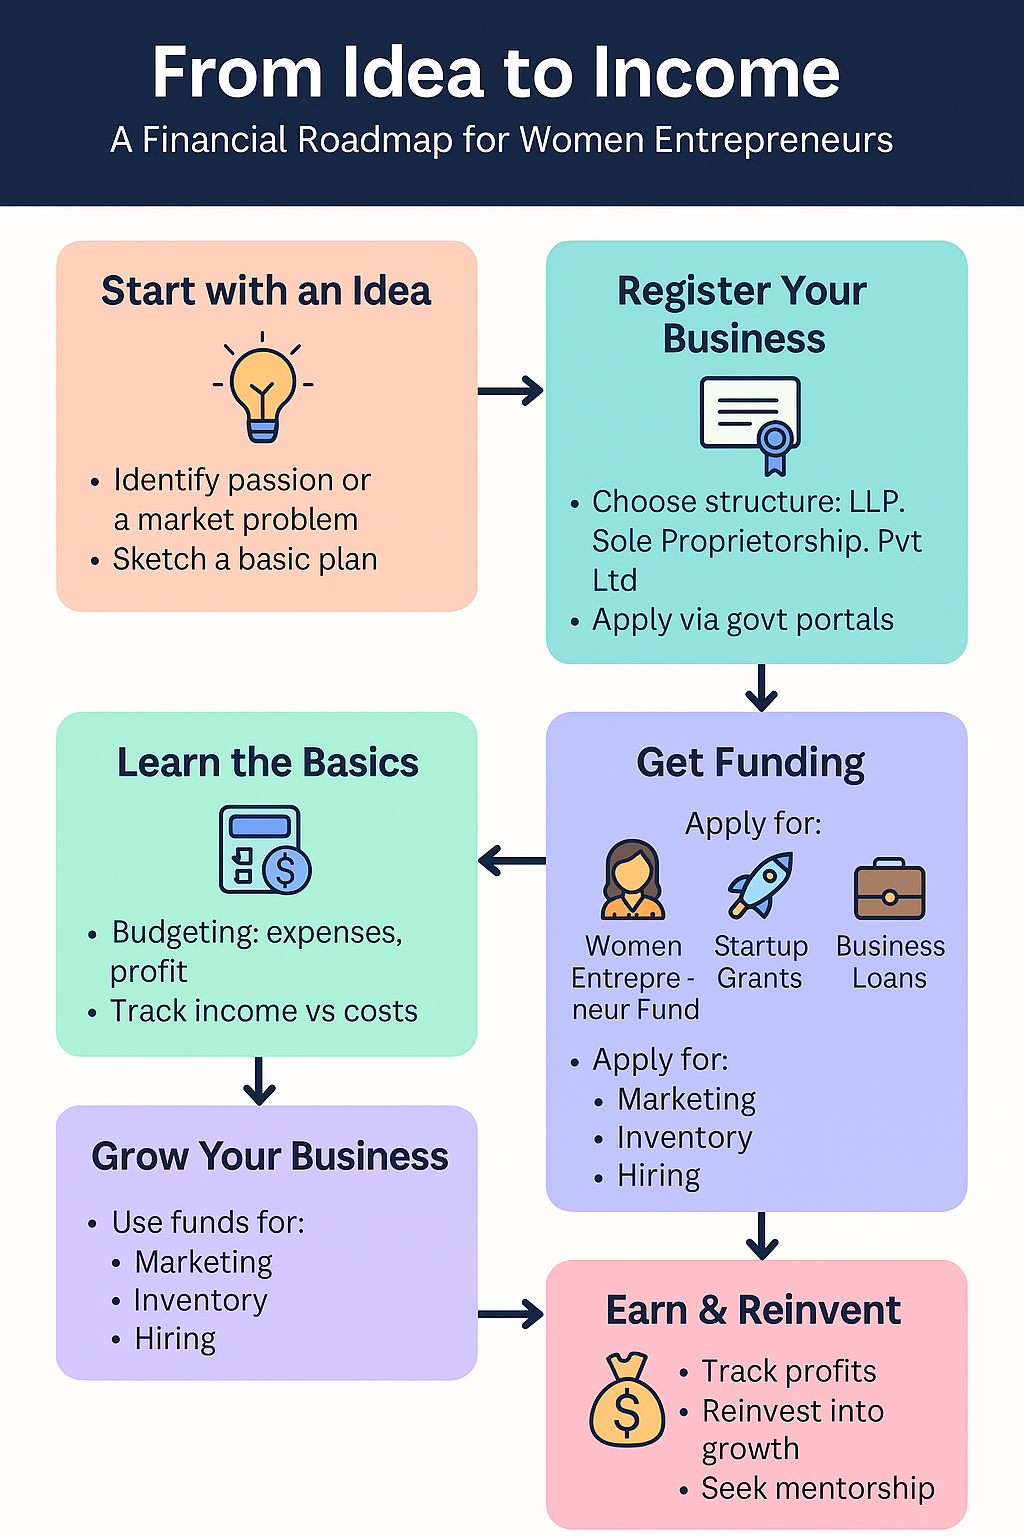 From Idea to Income
A Financial Roadmap for Women Entrepreneurs
Start with an Idea
• Identify passion or
a market problem
• Sketch a basic plan
Register Your
Business
• Choose structure: LLP.
Sole Proprietorship. Pvt
Ltd
• Apply via govt portals
Get Funding
Apply for:
Women
Entrepre -
neur Fund
Startup
Grants
Business
Loans
• Apply for:
• Marketing
• Inventory
• Hiring
Learn the Basics
$
• Budgeting: expenses,
profit
• Track income vs costs
Grow Your Business
• Use funds for:
• Marketing
• Inventory
• Hiring
Earn & Reinvent
$
• Track profits
• Reinvest into
growth
• Seek mentorship